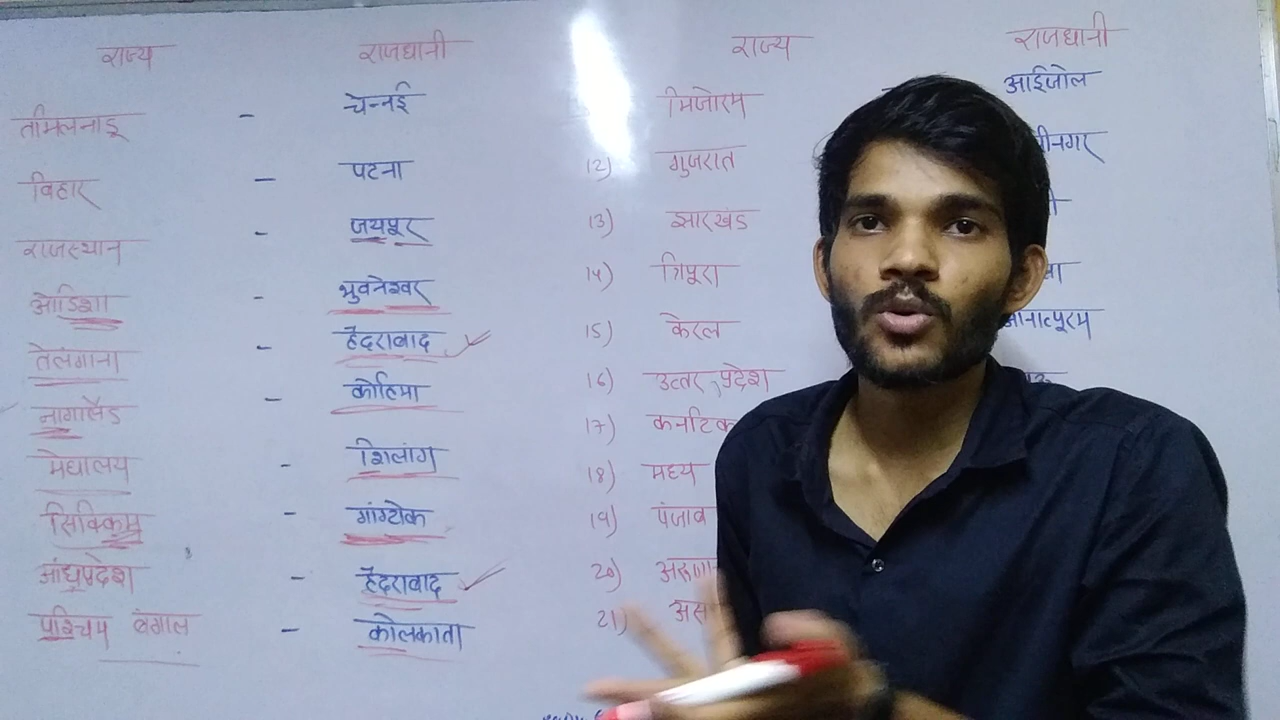 राज्य राजधानी
तमिलनाडू - चेन्नई
बिहार - पटना
राजस्थान - जयपूर
ओडिशा - भुवनेश्वर
तेलंगाना - हैदराबाद
नागालैंड - कोहिमा
मेघालय - शिलांग
सिक्किम - गांगटोक
आंध्रप्रदेश - हैदराबाद
पश्चिम बंगाल - कोलकाता
राज्य राजधानी
मिजोरम आईजोल
12) गुजरात
13) झारखंड
14) त्रिपुरा
15) केरल
16) उत्तर प्रदेश
17) कर्नाटक
18) मध्य
19) पंजाब
20)
21)